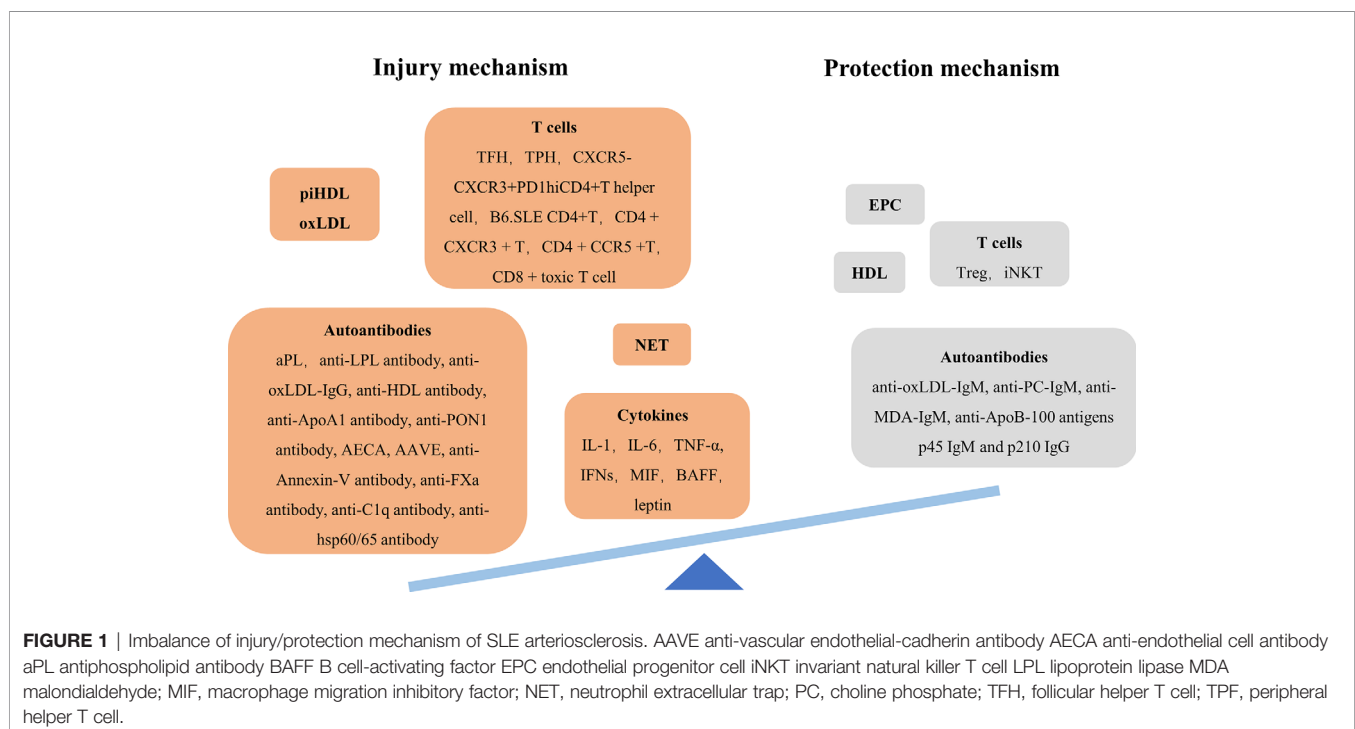 Injury mechanism
Protection mechanism
T cells
TFH, TPH, CXCR5-
CXCR3+PD1hiCD4+T helper
cell, B6.SLE CD4+T, CD4 +
CXCR3 + T, CD4 + CCR5 +T,
CD8 + toxic T cell
piHDL
oxLDL
EPC
HDL
T cells
Treg, iNKT
Autoantibodies
aPL, anti-LPL antibody, anti-
oxLDL-IgG, anti-HDL antibody,
anti-ApoA1 antibody, anti-PON1
antibody, AECA, AAVE, anti-
Annexin-V antibody, anti-FXa
antibody, anti-C1q antibody, anti-
hsp60/65 antibody
NET
Cytokines
IL-1, IL-6, TNF-α,
IFNs, MIF, BAFF,
leptin
Autoantibodies
anti-oxLDL-IgM, anti-PC-IgM, anti-
MDA-IgM, anti-ApoB-100 antigens
p45 IgM and p210 IgG
FIGURE 1 | Imbalance of injury/protection mechanism of SLE arteriosclerosis. AAVE anti-vascular endothelial-cadherin antibody AECA anti-endothelial cell antibody
aPL antiphospholipid antibody BAFF B cell-activating factor EPC endothelial progenitor cell iNKT invariant natural killer T cell LPL lipoprotein lipase MDA
malondialdehyde; MIF, macrophage migration inhibitory factor; NET, neutrophil extracellular trap; PC, choline phosphate; TFH, follicular helper T cell; TPF, peripheral
helper T cell.